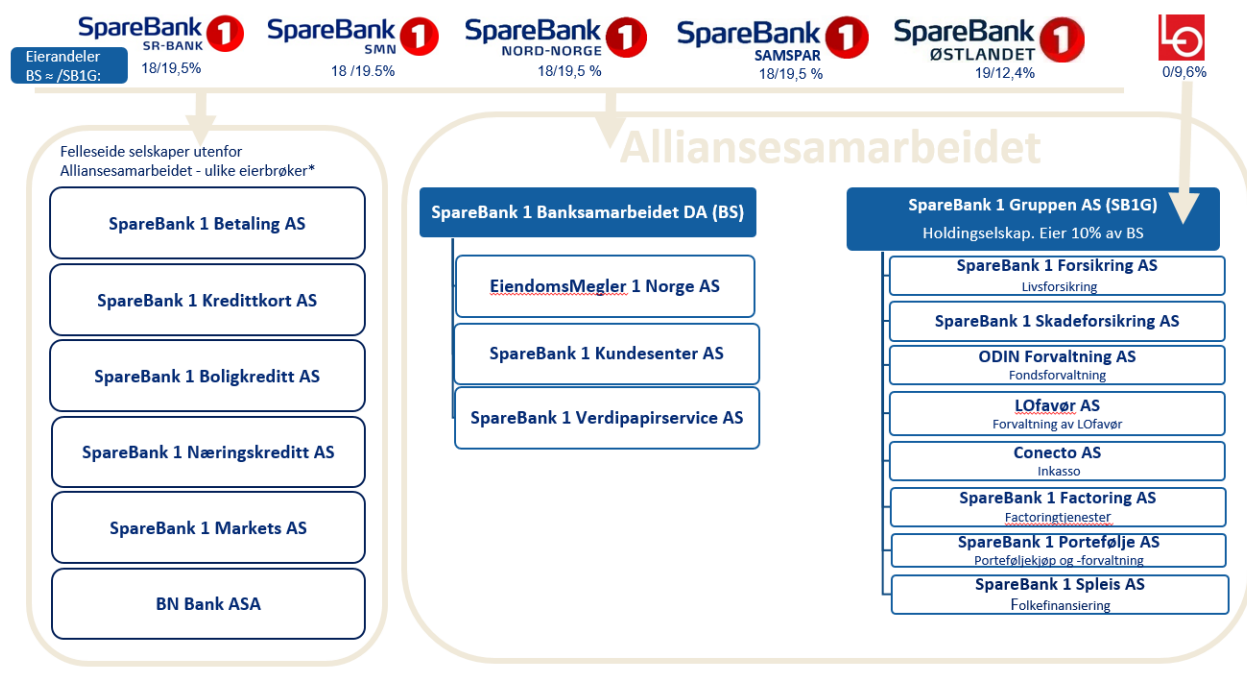 SpareBank 1
SR-BANK
SpareBank 1
SMN
SpareBank 1
NORD-NORGE
SpareBank 1
SAMSPAR
SpareBank 1
ØSTLANDET
LO
Eierandeler
BS ≈ /SB1G:
18/19,5%
18 /19.5%
18/19,5 %
18/19,5 %
19/12,4%
0/9,6%
Felleseide selskaper utenfor
Alliansesamarbeidet - ulike eierbrøker*
SpareBank 1 Betaling AS
SpareBank 1 Kredittkort AS
SpareBank 1 Boligkreditt AS
SpareBank 1 Næringskreditt AS
SpareBank 1 Markets AS
BN Bank ASA
Alliansesamarbeidet
SpareBank 1 Banksamarbeidet DA (BS)
EiendomsMegler 1 Norge AS
SpareBank 1 Kundesenter AS
SpareBank 1 Verdipapirservice AS
SpareBank 1 Gruppen AS (SB1G)
Holdingselskap. Eier 10% av BS
SpareBank 1 Forsikring AS
Livsforsikring
SpareBank 1 Skadeforsikring AS
ODIN Forvaltning AS
Fondsforvaltning
LOfavør AS
Forvaltning av LOfavør
Conecto AS
Inkasso
SpareBank 1 Factoring AS
Factoringtjenester
SpareBank 1 Portefølje AS
Porteføljekjøp og -forvaltning
SpareBank 1 Spleis AS
Folkefinansiering